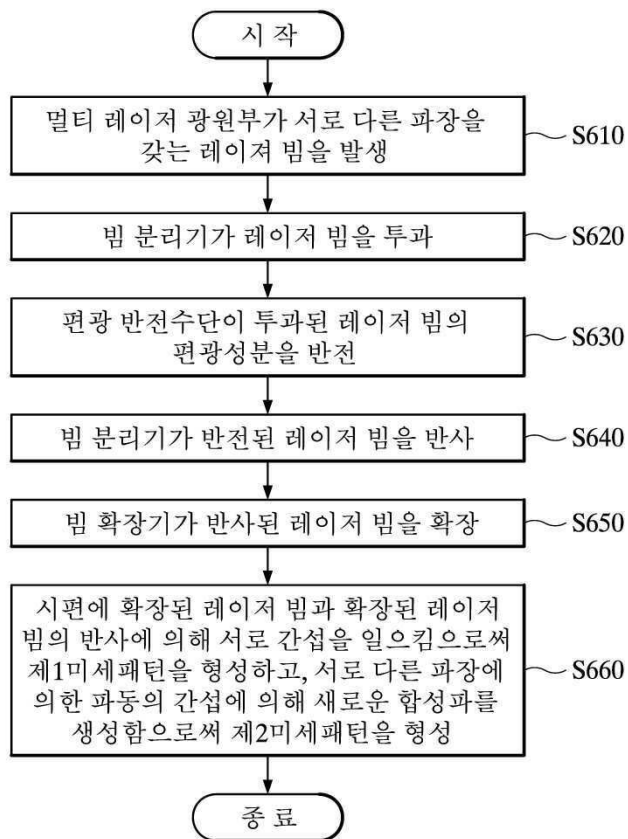 시 작
멀티 레이저 광원부가 서로 다른 파장을
갖는 레이져 빔을 발생
S610
빔 분리기가 레이저 빔을 투과
S620
편광 반전수단이 투과된 레이저 빔의
편광성분을 반전
S630
빔 분리기가 반전된 레이저 빔을 반사
S640
빔 확장기가 반사된 레이저 빔을 확장
S650
시편에 확장된 레이저 빔과 확장된 레이저
빔의 반사에 의해 서로 간섭을 일으킴으로써
제1미세패턴을 형성하고, 서로 다른 파장에
의한 파동의 간섭에 의해 새로운 합성파를
생성함으로써 제2미세패턴을 형성
S660
종 료